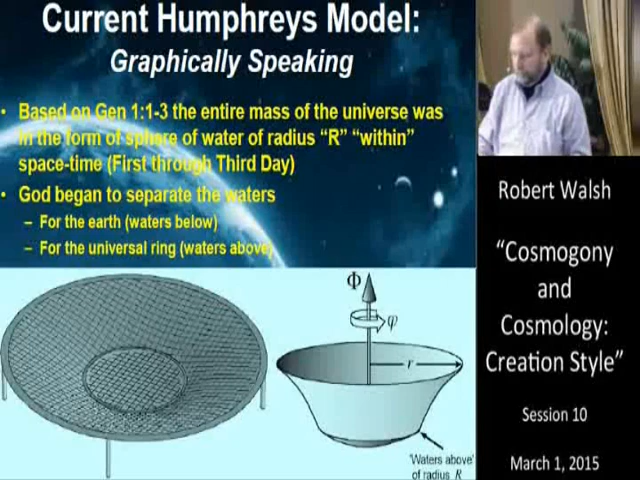 Current Humphreys Model:
Graphically Speaking
• Based on Gen 1:1-3 the entire mass of the universe was
in the form of sphere of water of radius “R” “within”
space-time (First through Third Day)
• God began to separate the waters
– For the earth (waters below)
– For the universal ring (waters above)
Φ
φ
r
'Waters above'
of radius R
Robert Walsh
“Cosmogony
and
Cosmology:
Creation Style”
Session 10
March 1, 2015